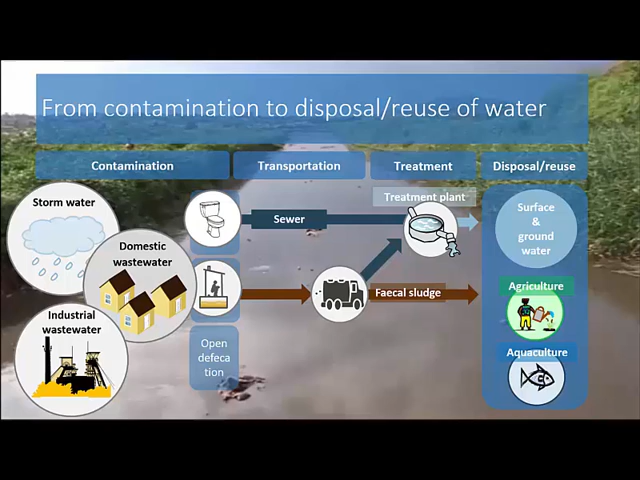 From contamination to disposal/reuse of water
Contamination
Transportation
Treatment
Disposal/reuse
Storm water
Domestic
wastewater
Industrial
wastewater
Open
defeca
tion
Sewer
Faecal sludge
Treatment plant
Surface
&
ground
water
Agriculture
Aquaculture